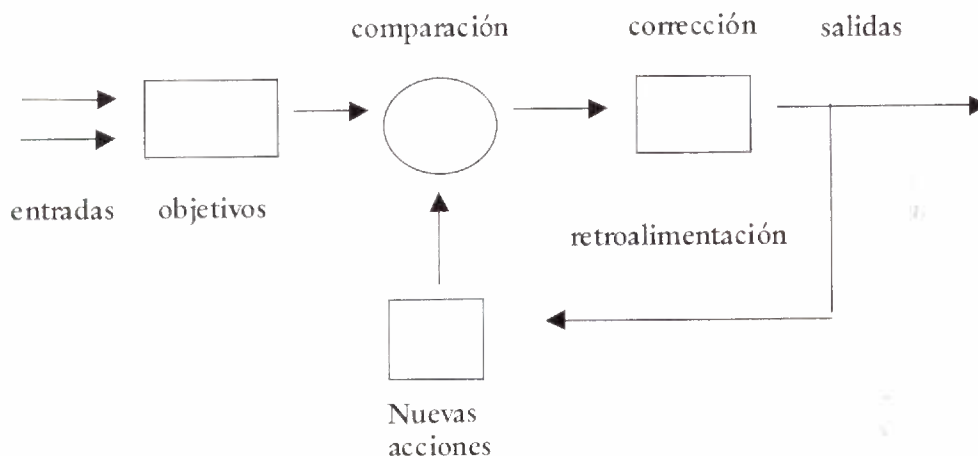 comparación
corrección
salidas
entradas
objetivos
retroalimentación
Nuevas
acciones